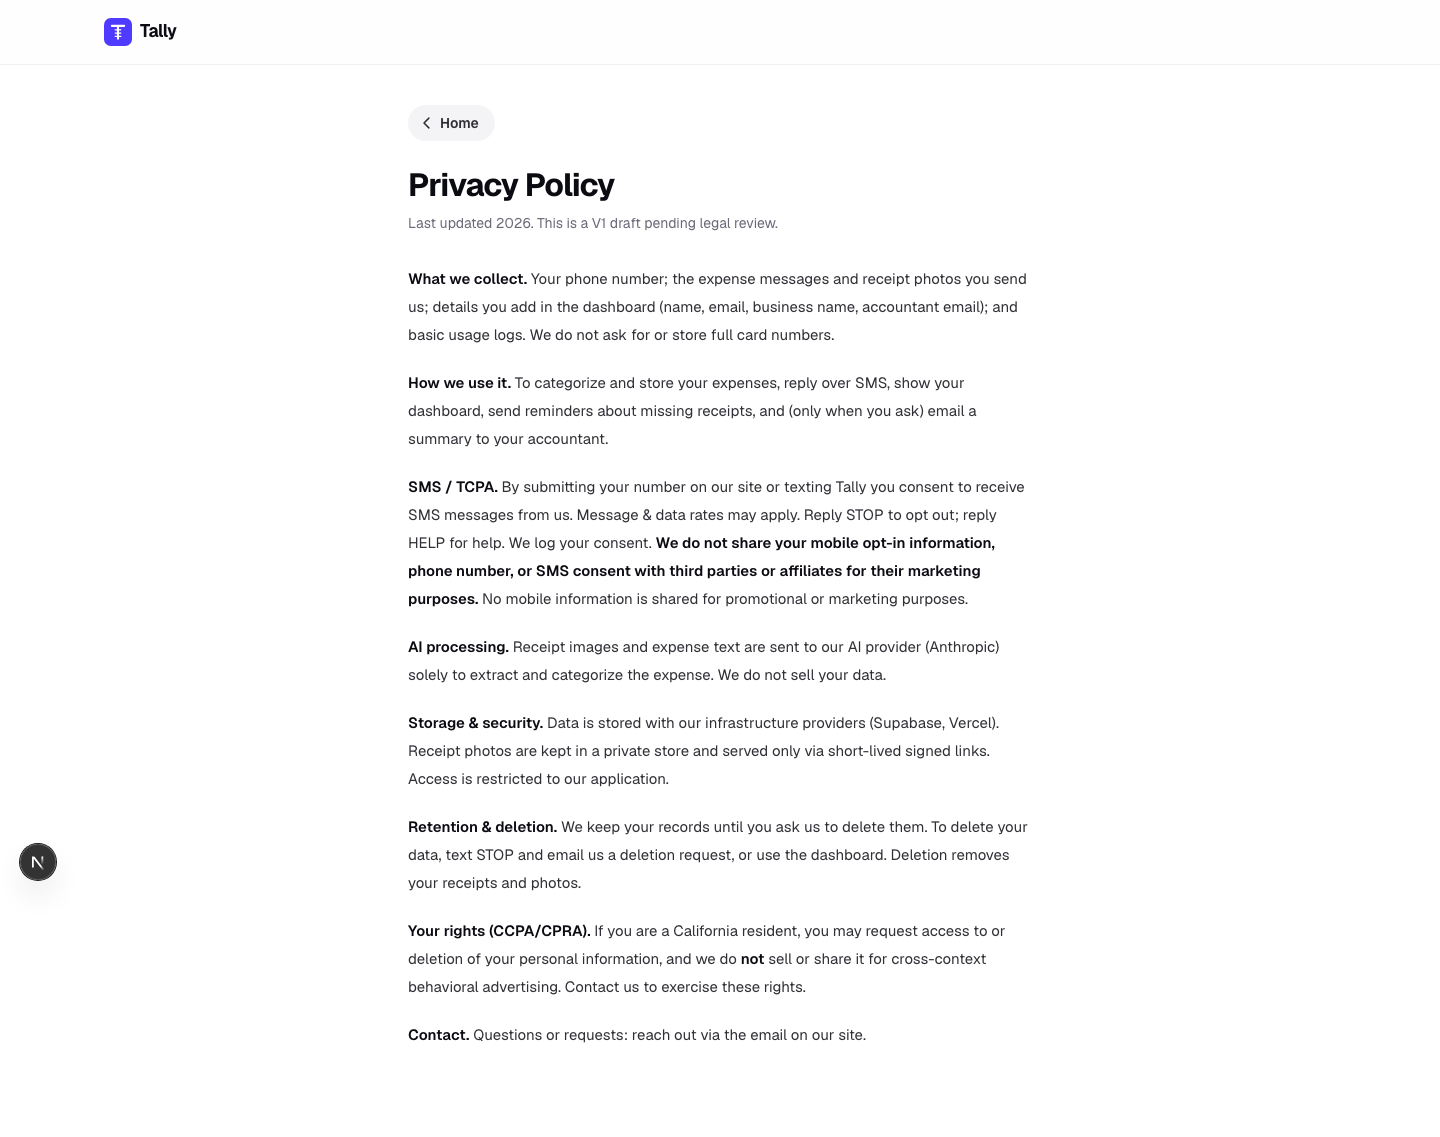 Tally
Home
Privacy Policy
Last updated 2026. This is a V1 draft pending legal review.
What we collect. Your phone number; the expense messages and receipt photos you send
us; details you add in the dashboard (name, email, business name, accountant email); and
basic usage logs. We do not ask for or store full card numbers.
How we use it. To categorize and store your expenses, reply over SMS, show your
dashboard, send reminders about missing receipts, and (only when you ask) email a
summary to your accountant.
SMS / TCPA. By submitting your number on our site or texting Tally you consent to receive
SMS messages from us. Message & data rates may apply. Reply STOP to opt out; reply
HELP for help. We log your consent. We do not share your mobile opt-in information,
phone number, or SMS consent with third parties or affiliates for their marketing
purposes. No mobile information is shared for promotional or marketing purposes.
AI processing. Receipt images and expense text are sent to our AI provider (Anthropic)
solely to extract and categorize the expense. We do not sell your data.
Storage & security. Data is stored with our infrastructure providers (Supabase, Vercel).
Receipt photos are kept in a private store and served only via short-lived signed links.
Access is restricted to our application.
Retention & deletion. We keep your records until you ask us to delete them. To delete your
data, text STOP and email us a deletion request, or use the dashboard. Deletion removes
your receipts and photos.
Your rights (CCPA/CPRA). If you are a California resident, you may request access to or
deletion of your personal information, and we do not sell or share it for cross-context
behavioral advertising. Contact us to exercise these rights.
Contact. Questions or requests: reach out via the email on our site.
N